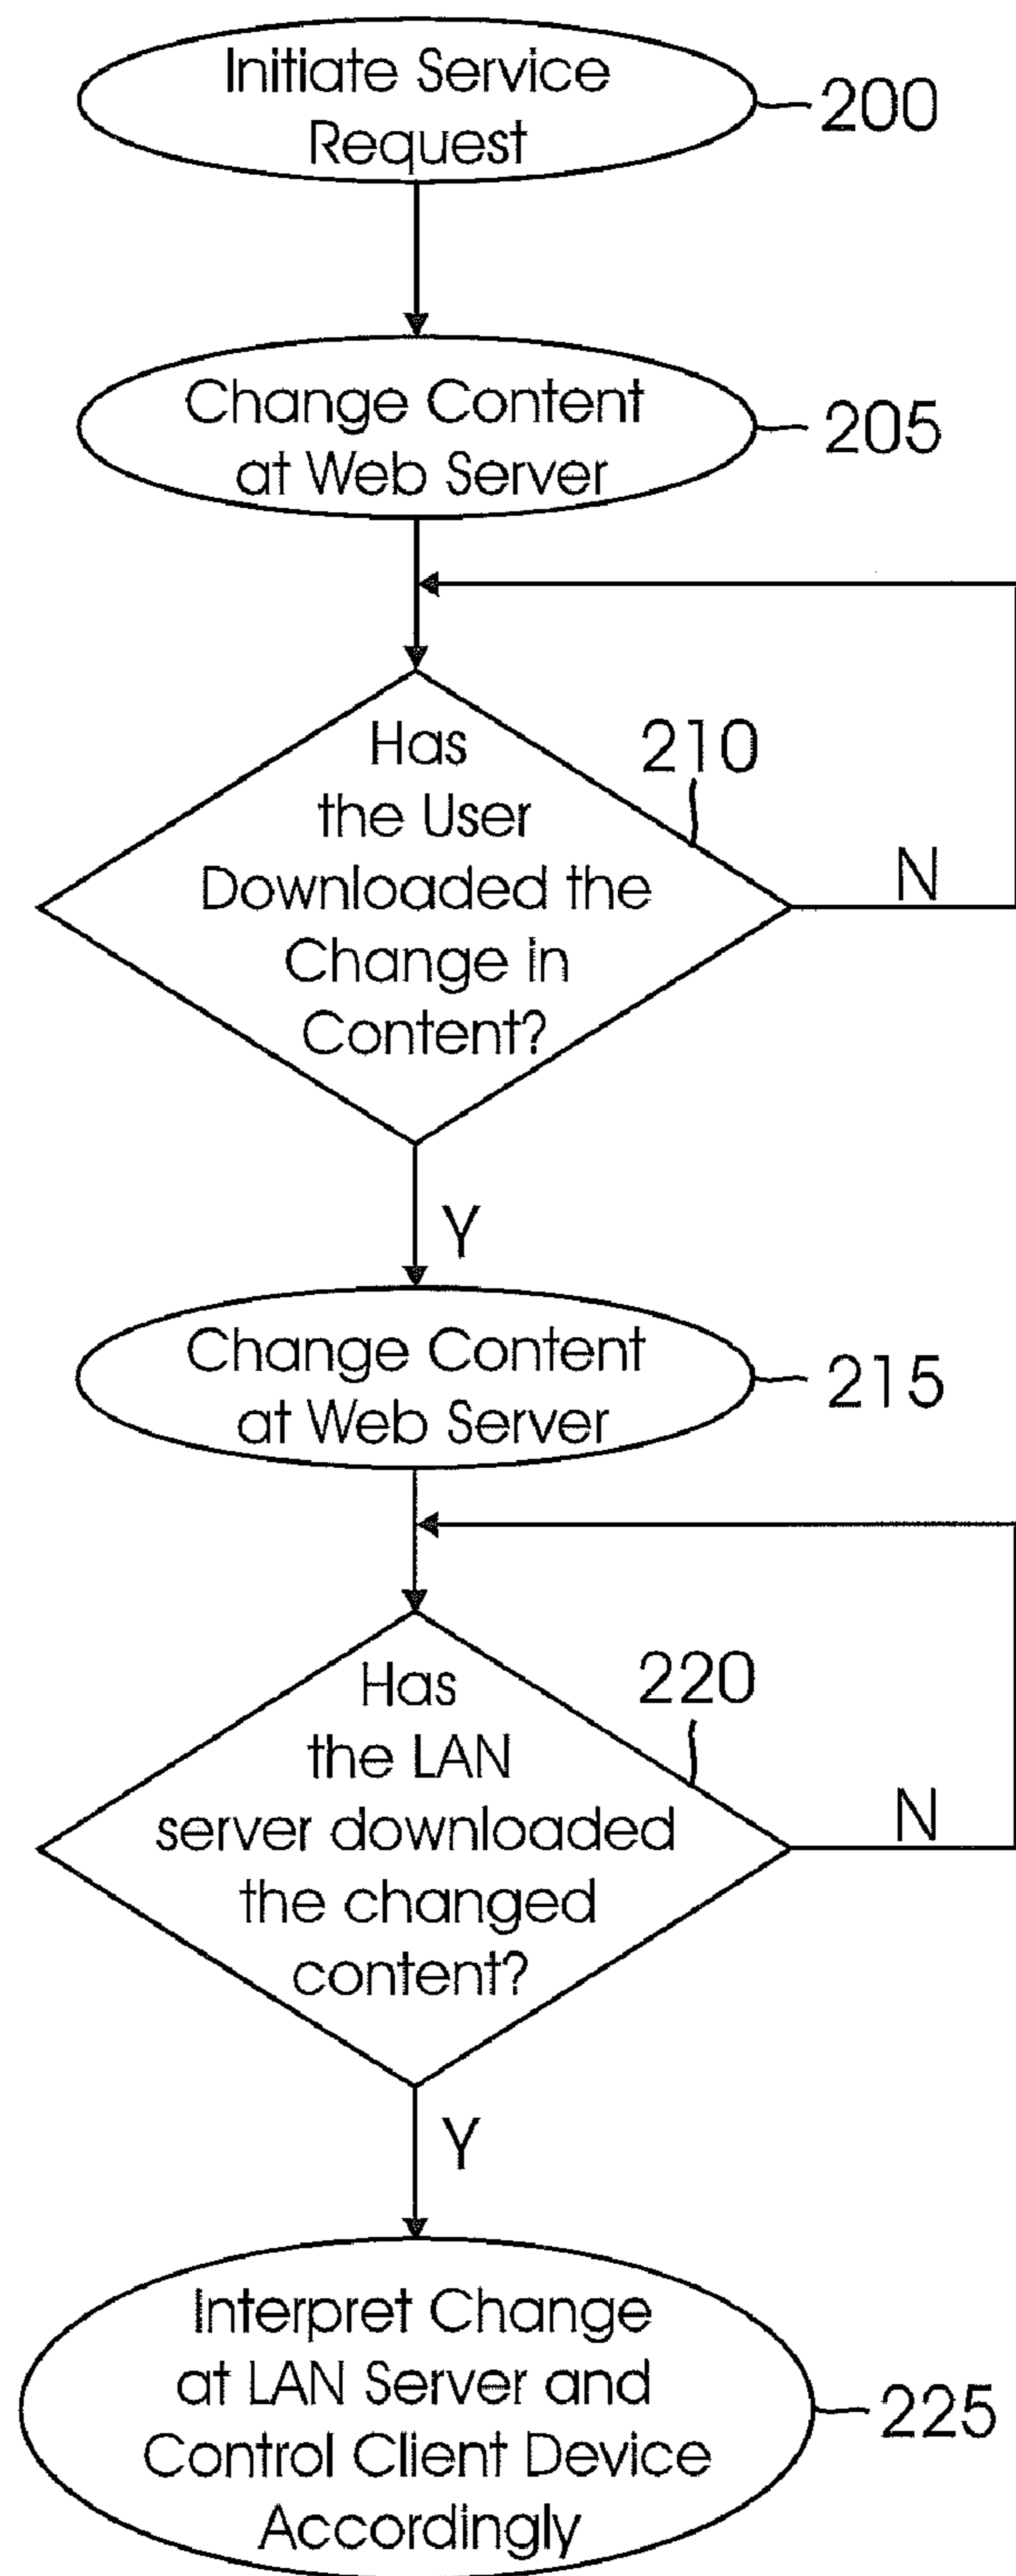 Initiate Service
Request
200
Change Content
at Web Server
205
Has
the User
Downloaded the
Change in
Content?
210
N
Y
Change Content
at Web Server
215
Has
the LAN
server downloaded
the changed
content?
220
N
Y
Interpret Change
at LAN Server and
Control Client Device
Accordingly
225